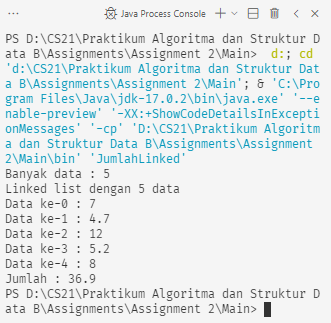 Java Process Console
PS D:\CS21\Praktikum Algoritma dan Struktur D
ata B\Assignments\Assignment 2\Main>  d:; cd
'd:\CS21\Praktikum Algoritma dan Struktur Dat
a B\Assignments\Assignment 2\Main'; & 'C:\Pro
gram Files\Java\jdk-17.0.2\bin\java.exe' '--e
nable-preview' '-XX:+ShowCodeDetailsInExcepti
onMessages' '-cp' 'D:\CS21\Praktikum Algoritm
a dan Struktur Data B\Assignments\Assignment
2\Main\bin' 'JumlahLinked'
Banyak data : 5
Linked list dengan 5 data
Data ke-0 : 7
Data ke-1 : 4.7
Data ke-2 : 12
Data ke-3 : 5.2
Data ke-4 : 8
Jumlah : 36.9
PS D:\CS21\Praktikum Algoritma dan Struktur D
ata B\Assignments\Assignment 2\Main>